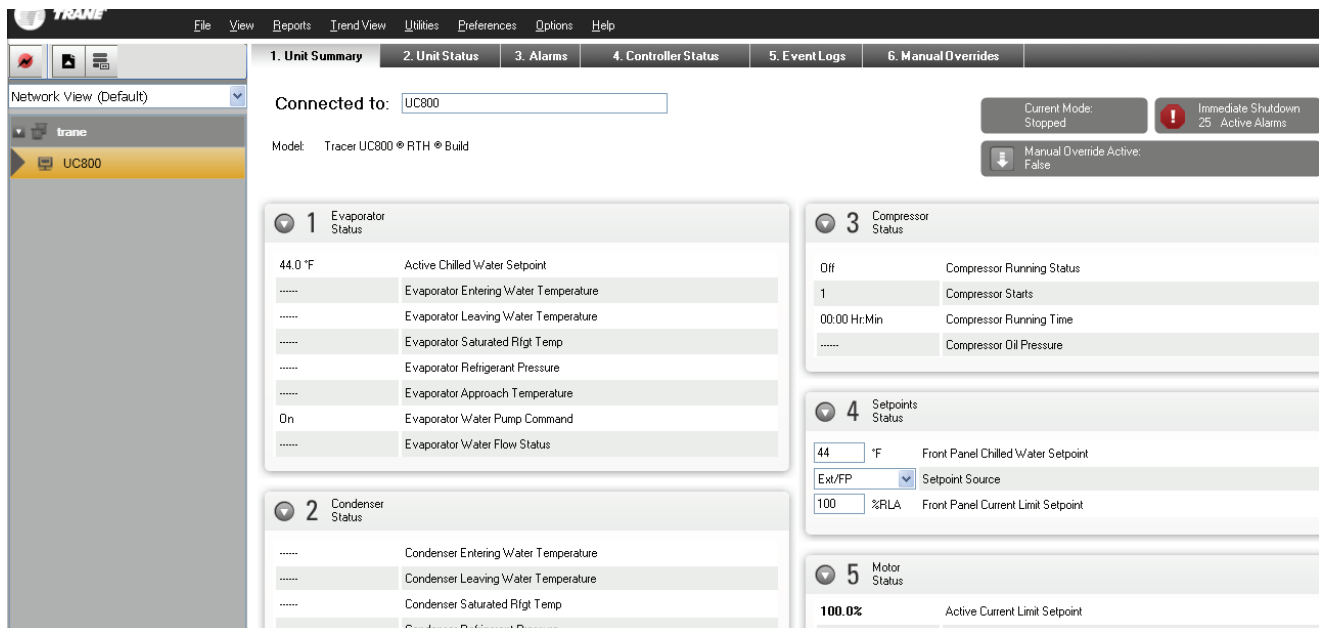 TRANE
File View Reports Trend View Utilities Preferences Options Help
1. Unit Summary 2. Unit Status 3. Alarms 4. Controller Status 5. Event Logs 6. Manual Overrides
Network View (Default)
trane
UC800
Connected to: UC800
Model: Tracer UC800 ® RTH ® Build
Current Mode:
Stopped
Immediate Shutdown
25 Active Alarms
Manual Override Active:
False
1 Evaporator
Status
44.0 °F Active Chilled Water Setpoint
------ Evaporator Entering Water Temperature
------ Evaporator Leaving Water Temperature
------ Evaporator Saturated Rfgt Temp
------ Evaporator Refrigerant Pressure
------ Evaporator Approach Temperature
On Evaporator Water Pump Command
------ Evaporator Water Flow Status
2 Condenser
Status
------ Condenser Entering Water Temperature
------ Condenser Leaving Water Temperature
------ Condenser Saturated Rfgt Temp
Condenser Refrigerant Pressure
3 Compressor
Status
Off Compressor Running Status
1 Compressor Starts
00:00 Hr:Min Compressor Running Time
------ Compressor Oil Pressure
4 Setpoints
Status
44 °F Front Panel Chilled Water Setpoint
Ext/FP Setpoint Source
100 %RLA Front Panel Current Limit Setpoint
5 Motor
Status
100.0% Active Current Limit Setpoint